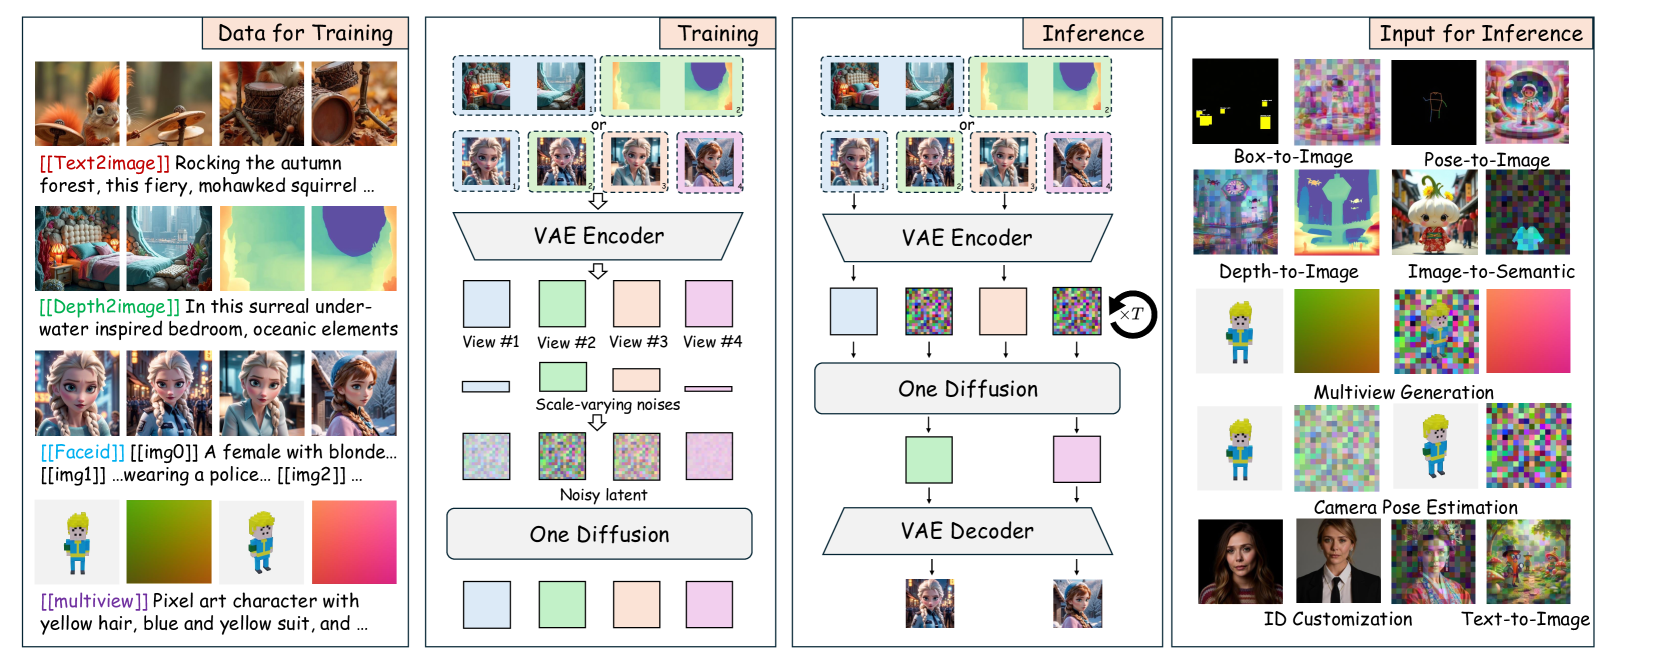 Data for Training
[[Text2image]] Rocking the autumn
forest, this fiery, mohawked squirrel ...
[[Depth2image]] In this surreal under-
water inspired bedroom, oceanic elements
[[Faceid]] [[img0]] A female with blonde...
[[img1]] ...wearing a police... [[img2]] ...
[[multiview]] Pixel art character with
yellow hair, blue and yellow suit, and ...
Training
1
2
or
1
2
3
4
VAE Encoder
View #1 View #2 View #3 View #4
Scale-varying noises
Noisy latent
One Diffusion
Inference
1
2
or
1
2
3
4
VAE Encoder
×T
One Diffusion
VAE Decoder
Input for Inference
Box-to-Image
Pose-to-Image
Depth-to-Image
Image-to-Semantic
Multiview Generation
Camera Pose Estimation
ID Customization
Text-to-Image